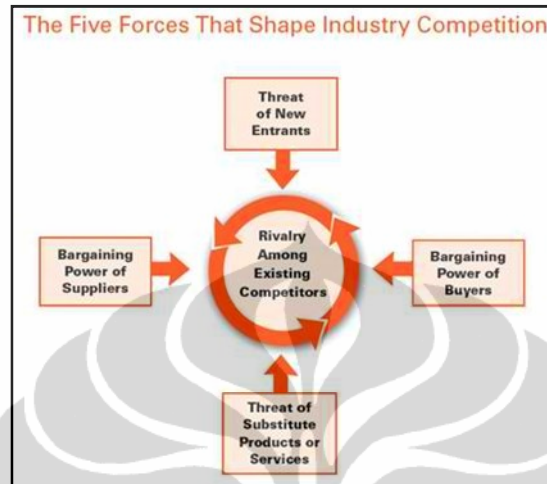 The Five Forces That Shape Industry Competition
Threat
of New
Entrants
Bargaining
Power of
Suppliers
Rivalry
Among
Existing
Competitors
Bargaining
Power of
Buyers
Threat of
Substitute
Products or
Services